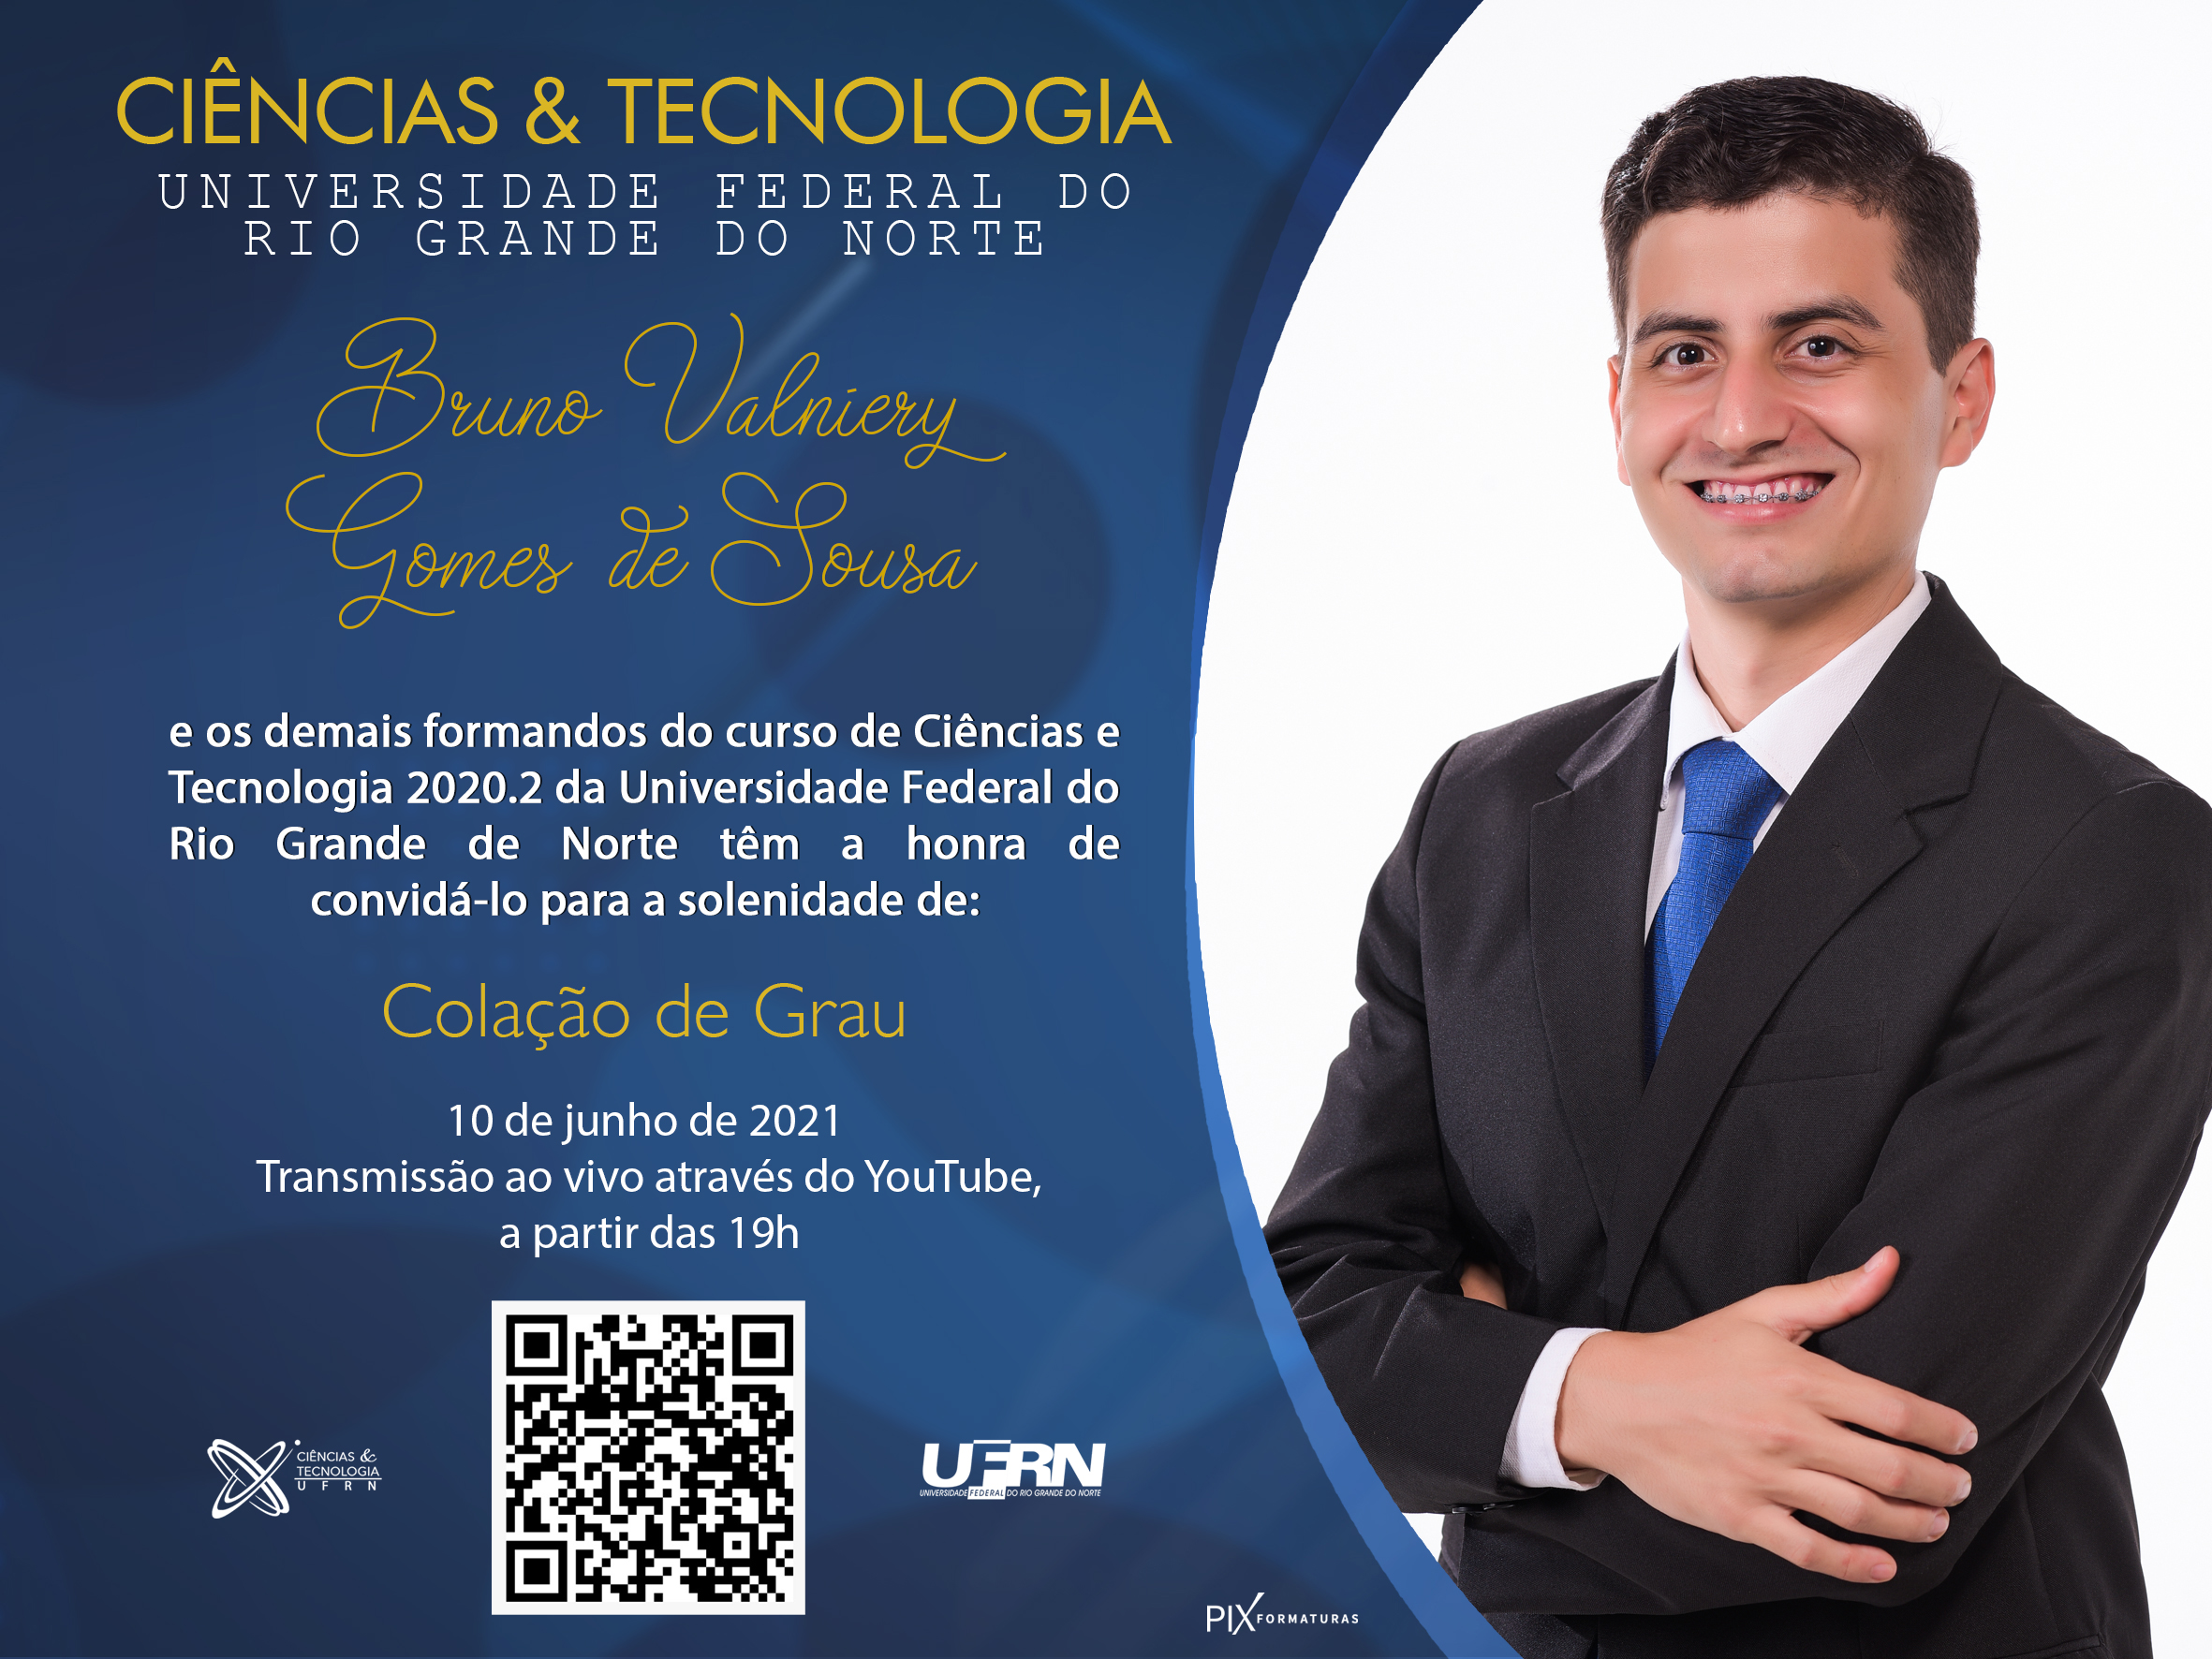 CIÊNCIAS & TECNOLOGIA
UNIVERSIDADE FEDERAL DO
RIO GRANDE DO NORTE
Bruno Valniery
Gomes de Sousa
e os demais formandos do curso de Ciências e
Tecnologia 2020.2 da Universidade Federal do
Rio Grande de Norte têm a honra de
convidá-lo para a solenidade de:
Colação de Grau
10 de junho de 2021
Transmissão ao vivo através do YouTube,
a partir das 19h
CIÊNCIAS &
TECNOLOGIA
UFRN
UFRN
UNIVERSIDADE FEDERAL DO RIO GRANDE DO NORTE
PIX FORMATURAS